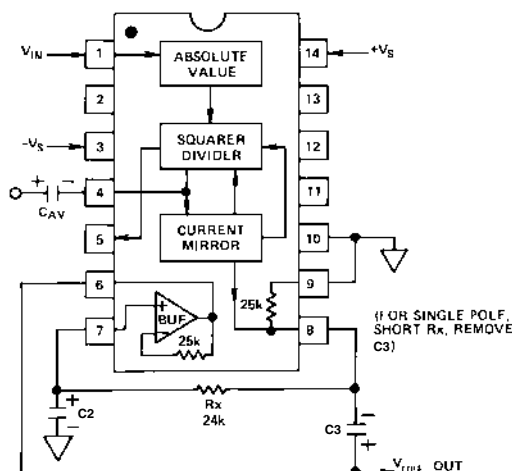 VIN
1
ABSOLUTE
VALUE
14
+VS
2
13
-VS
3
SQUARER
DIVIDER
12
+ -
CAV
4
11
5
CURRENT
MIRROR
10
6
9
25k
7
+
-
BUF
25k
8
(FOR SINGLE POLE,
SHORT Rx, REMOVE
C3)
+
-
C2
Rx
24k
-
+
C3
OUT